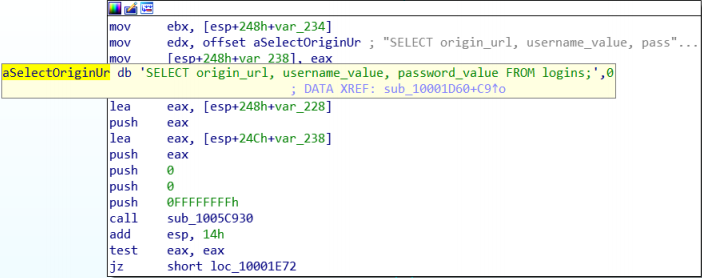 mov ebx, [esp+248h+var_234]
mov edx, offset aSelectOriginUr ; "SELECT origin_url, username_value, pass"...
mov [esp+248h+var_238], eax
aSelectOriginUr db 'SELECT origin_url, username_value, password_value FROM logins;',0
; DATA XREF: sub_10001D60+C9↑o
lea eax, [esp+248h+var_228]
push eax
lea eax, [esp+24Ch+var_238]
push eax
push 0
push 0
push 0FFFFFFFFh
call sub_1005C930
add esp, 14h
test eax, eax
jz short loc_10001E72